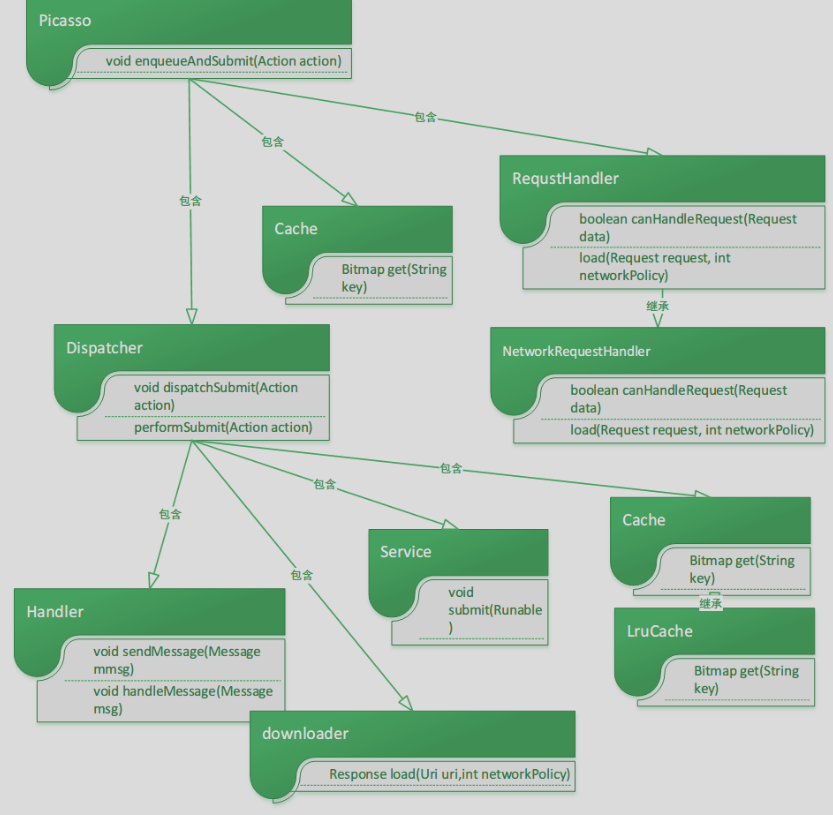 Picasso
void enqueueAndSubmit(Action action)
包含
包含
包含
RequstHandler
boolean canHandleRequest(Request
data)
load(Request request, int
networkPolicy)
Cache
Bitmap get(String
key)
继承
Dispatcher
void dispatchSubmit(Action
action)
performSubmit(Action action)
NetworkRequestHandler
boolean canHandleRequest(Request
data)
load(Request request, int networkPolicy)
包含
包含
包含
包含
Cache
Bitmap get(String
key)
Service
void
submit(Runable
)
继承
Handler
void sendMessage(Message
mmsg)
void handleMessage(Message
msg)
LruCache
Bitmap get(String
key)
downloader
Response load(Uri uri,int networkPolicy)